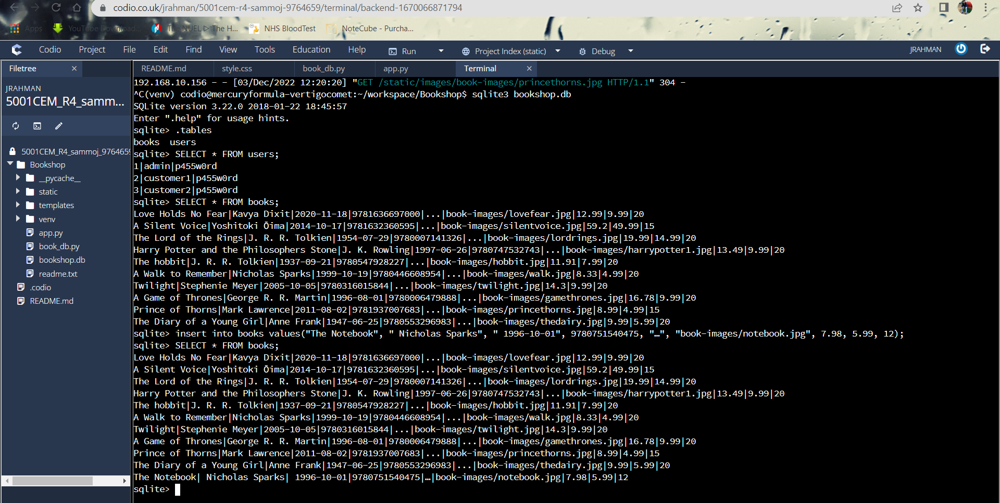 codio.co.uk/jrahman/5001cem-r4-sammoj-9764659/terminal/backend-1670066871794
Apps YouTube Download... The NUEL ▷ The H... NHS BloodTest NoteCube - Purcha...
Codio Project File Edit Find View Tools Education Help Run Project Index (static) Debug JRAHMAN
Filetree × README.md style.css book_db.py app.py Terminal ×
JRAHMAN
5001CEM_R4_samm...
5001CEM_R4_sammoj_9764659
Bookshop
__pycache__
static
templates
venv
app.py
book_db.py
bookshop.db
readme.txt
.codio
README.md
192.168.10.156 - - [03/Dec/2022 12:20:20] "GET /static/images/book-images/princethorns.jpg HTTP/1.1" 304 -
^C(venv) codio@mercuryformula-vertigocomet:~/workspace/Bookshop$ sqlite3 bookshop.db
SQLite version 3.22.0 2018-01-22 18:45:57
Enter ".help" for usage hints.
sqlite> .tables
books  users
sqlite> SELECT * FROM users;
1|admin|p455w0rd
2|customer1|p455w0rd
3|customer2|p455w0rd
sqlite> SELECT * FROM books;
Love Holds No Fear|Kavya Dixit|2020-11-18|9781636697000|...|book-images/lovefear.jpg|12.99|9.99|20
A Silent Voice|Yoshitoki Ōima|2014-10-17|9781632360595|...|book-images/silentvoice.jpg|59.2|49.99|15
The Lord of the Rings|J. R. R. Tolkien|1954-07-29|9780007141326|...|book-images/lordrings.jpg|19.99|14.99|20
Harry Potter and the Philosophers Stone|J. K. Rowling|1997-06-26|9780747532743|...|book-images/harrypotter1.jpg|13.49|9.99|20
The hobbit|J. R. R. Tolkien|1937-09-21|9780547928227|...|book-images/hobbit.jpg|11.91|7.99|20
A Walk to Remember|Nicholas Sparks|1999-10-19|9780446608954|...|book-images/walk.jpg|8.33|4.99|20
Twilight|Stephenie Meyer|2005-10-05|9780316015844|...|book-images/twilight.jpg|14.3|9.99|20
A Game of Thrones|George R. R. Martin|1996-08-01|9780006479888|...|book-images/gamethrones.jpg|16.78|9.99|20
Prince of Thorns|Mark Lawrence|2011-08-02|9781937007683|...|book-images/princethorns.jpg|8.99|4.99|15
The Diary of a Young Girl|Anne Frank|1947-06-25|9780553296983|...|book-images/thedairy.jpg|9.99|5.99|20
sqlite> insert into books values("The Notebook", " Nicholas Sparks", " 1996-10-01", 9780751540475, "…", "book-images/notebook.jpg", 7.98, 5.99, 12);
sqlite> SELECT * FROM books;
Love Holds No Fear|Kavya Dixit|2020-11-18|9781636697000|...|book-images/lovefear.jpg|12.99|9.99|20
A Silent Voice|Yoshitoki Ōima|2014-10-17|9781632360595|...|book-images/silentvoice.jpg|59.2|49.99|15
The Lord of the Rings|J. R. R. Tolkien|1954-07-29|9780007141326|...|book-images/lordrings.jpg|19.99|14.99|20
Harry Potter and the Philosophers Stone|J. K. Rowling|1997-06-26|9780747532743|...|book-images/harrypotter1.jpg|13.49|9.99|20
The hobbit|J. R. R. Tolkien|1937-09-21|9780547928227|...|book-images/hobbit.jpg|11.91|7.99|20
A Walk to Remember|Nicholas Sparks|1999-10-19|9780446608954|...|book-images/walk.jpg|8.33|4.99|20
Twilight|Stephenie Meyer|2005-10-05|9780316015844|...|book-images/twilight.jpg|14.3|9.99|20
A Game of Thrones|George R. R. Martin|1996-08-01|9780006479888|...|book-images/gamethrones.jpg|16.78|9.99|20
Prince of Thorns|Mark Lawrence|2011-08-02|9781937007683|...|book-images/princethorns.jpg|8.99|4.99|15
The Diary of a Young Girl|Anne Frank|1947-06-25|9780553296983|...|book-images/thedairy.jpg|9.99|5.99|20
The Notebook| Nicholas Sparks| 1996-10-01|9780751540475|…|book-images/notebook.jpg|7.98|5.99|12
sqlite>